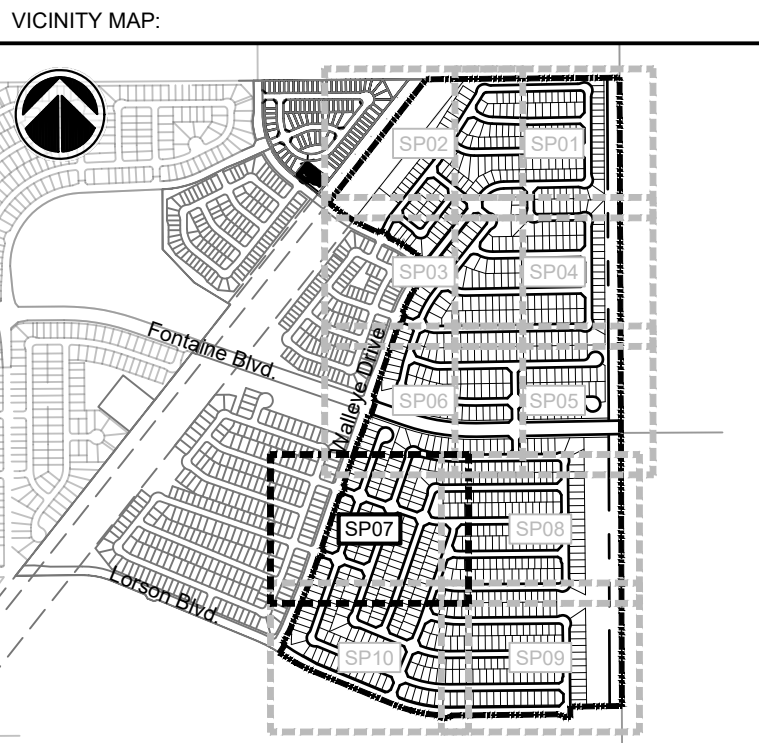 VICINITY MAP:
SP02
SP01
SP03
SP04
Fontaine Blvd.
Walleye Drive
SP06
SP05
SP07
SP08
Lorson Blvd.
SP10
SP09